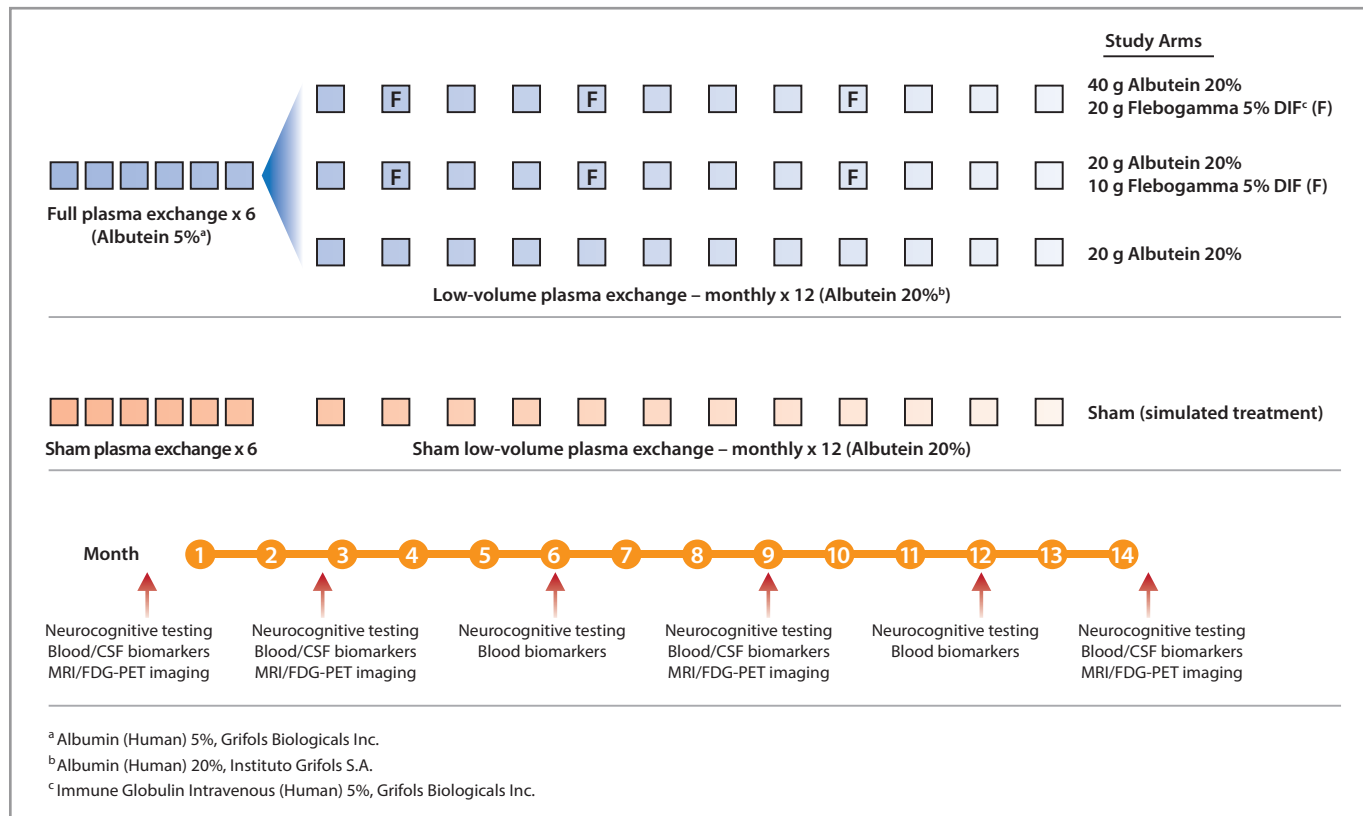 Study Arms
F F F
40 g Albutein 20%
20 g Flebogamma 5% DIFᶜ (F)
F F F
20 g Albutein 20%
10 g Flebogamma 5% DIF (F)
Full plasma exchange x 6
(Albutein 5%ᵃ)
20 g Albutein 20%
Low-volume plasma exchange – monthly x 12 (Albutein 20%ᵇ)
Sham (simulated treatment)
Sham plasma exchange x 6
Sham low-volume plasma exchange – monthly x 12 (Albutein 20%)
Month 1 2 3 4 5 6 7 8 9 10 11 12 13 14
Neurocognitive testing
Blood/CSF biomarkers
MRI/FDG-PET imaging
Neurocognitive testing
Blood/CSF biomarkers
MRI/FDG-PET imaging
Neurocognitive testing
Blood biomarkers
Neurocognitive testing
Blood/CSF biomarkers
MRI/FDG-PET imaging
Neurocognitive testing
Blood biomarkers
Neurocognitive testing
Blood/CSF biomarkers
MRI/FDG-PET imaging
ᵃ Albumin (Human) 5%, Grifols Biologicals Inc.
ᵇ Albumin (Human) 20%, Instituto Grifols S.A.
ᶜ Immune Globulin Intravenous (Human) 5%, Grifols Biologicals Inc.